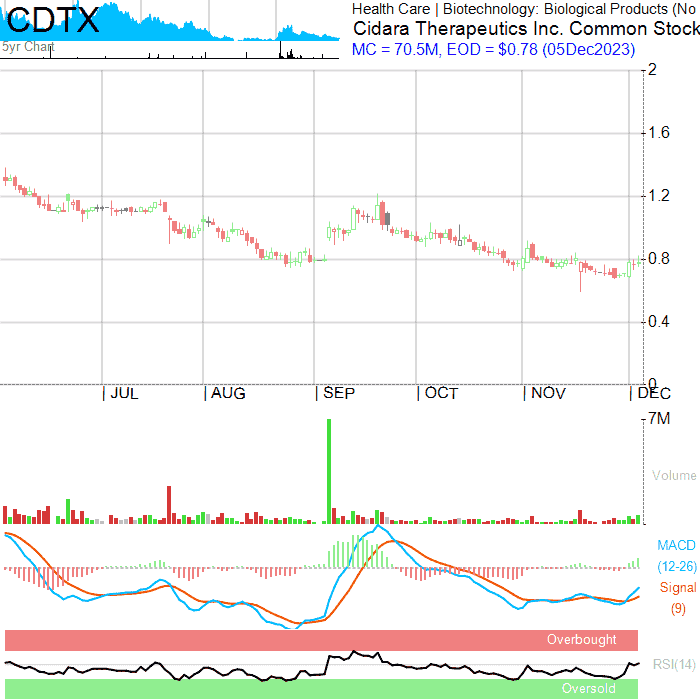 CDTX
5yr Chart
Health Care | Biotechnology: Biological Products (No
Cidara Therapeutics Inc. Common Stock
MC = 70.5M, EOD = $0.78 (05Dec2023)
2
1.6
1.2
0.8
0.4
0
| JUL | AUG | SEP | OCT | NOV | DEC
7M
Volume
MACD
(12-26)
Signal
(9)
Overbought
RSI(14)
Oversold